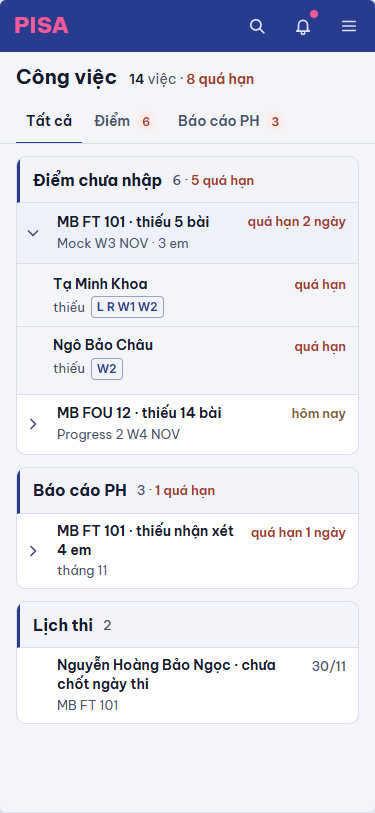 PISA
Công việc 14 việc · 8 quá hạn
Tất cả Điểm 6 Báo cáo PH 3
Điểm chưa nhập 6 · 5 quá hạn
MB FT 101 · thiếu 5 bài quá hạn 2 ngày
Mock W3 NOV · 3 em
Tạ Minh Khoa quá hạn
thiếu L R W1 W2
Ngô Bảo Châu quá hạn
thiếu W2
MB FOU 12 · thiếu 14 bài hôm nay
Progress 2 W4 NOV
Báo cáo PH 3 · 1 quá hạn
MB FT 101 · thiếu nhận xét quá hạn 1 ngày
4 em
tháng 11
Lịch thi 2
Nguyễn Hoàng Bảo Ngọc · chưa 30/11
chốt ngày thi
MB FT 101